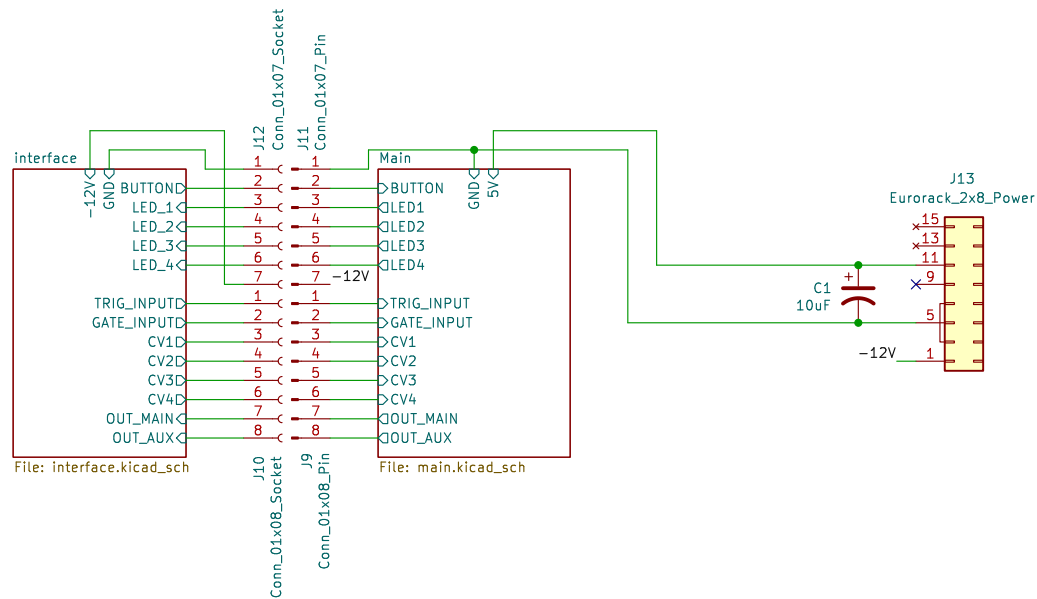 interface
-12V
GND
BUTTON
LED_1
LED_2
LED_3
LED_4
TRIG_INPUT
GATE_INPUT
CV1
CV2
CV3
CV4
OUT_MAIN
OUT_AUX
File: interface.kicad_sch
J12
Conn_01x07_Socket
1
2
3
4
5
6
7
1
2
3
4
5
6
7
8
J10
Conn_01x08_Socket
J11
Conn_01x07_Pin
1
2
3
4
5
6
7
-12V
1
2
3
4
5
6
7
8
J9
Conn_01x08_Pin
Main
GND
5V
BUTTON
LED1
LED2
LED3
LED4
TRIG_INPUT
GATE_INPUT
CV1
CV2
CV3
CV4
OUT_MAIN
OUT_AUX
File: main.kicad_sch
C1
10uF
+
J13
Eurorack_2x8_Power
15
13
11
9
5
1
-12V